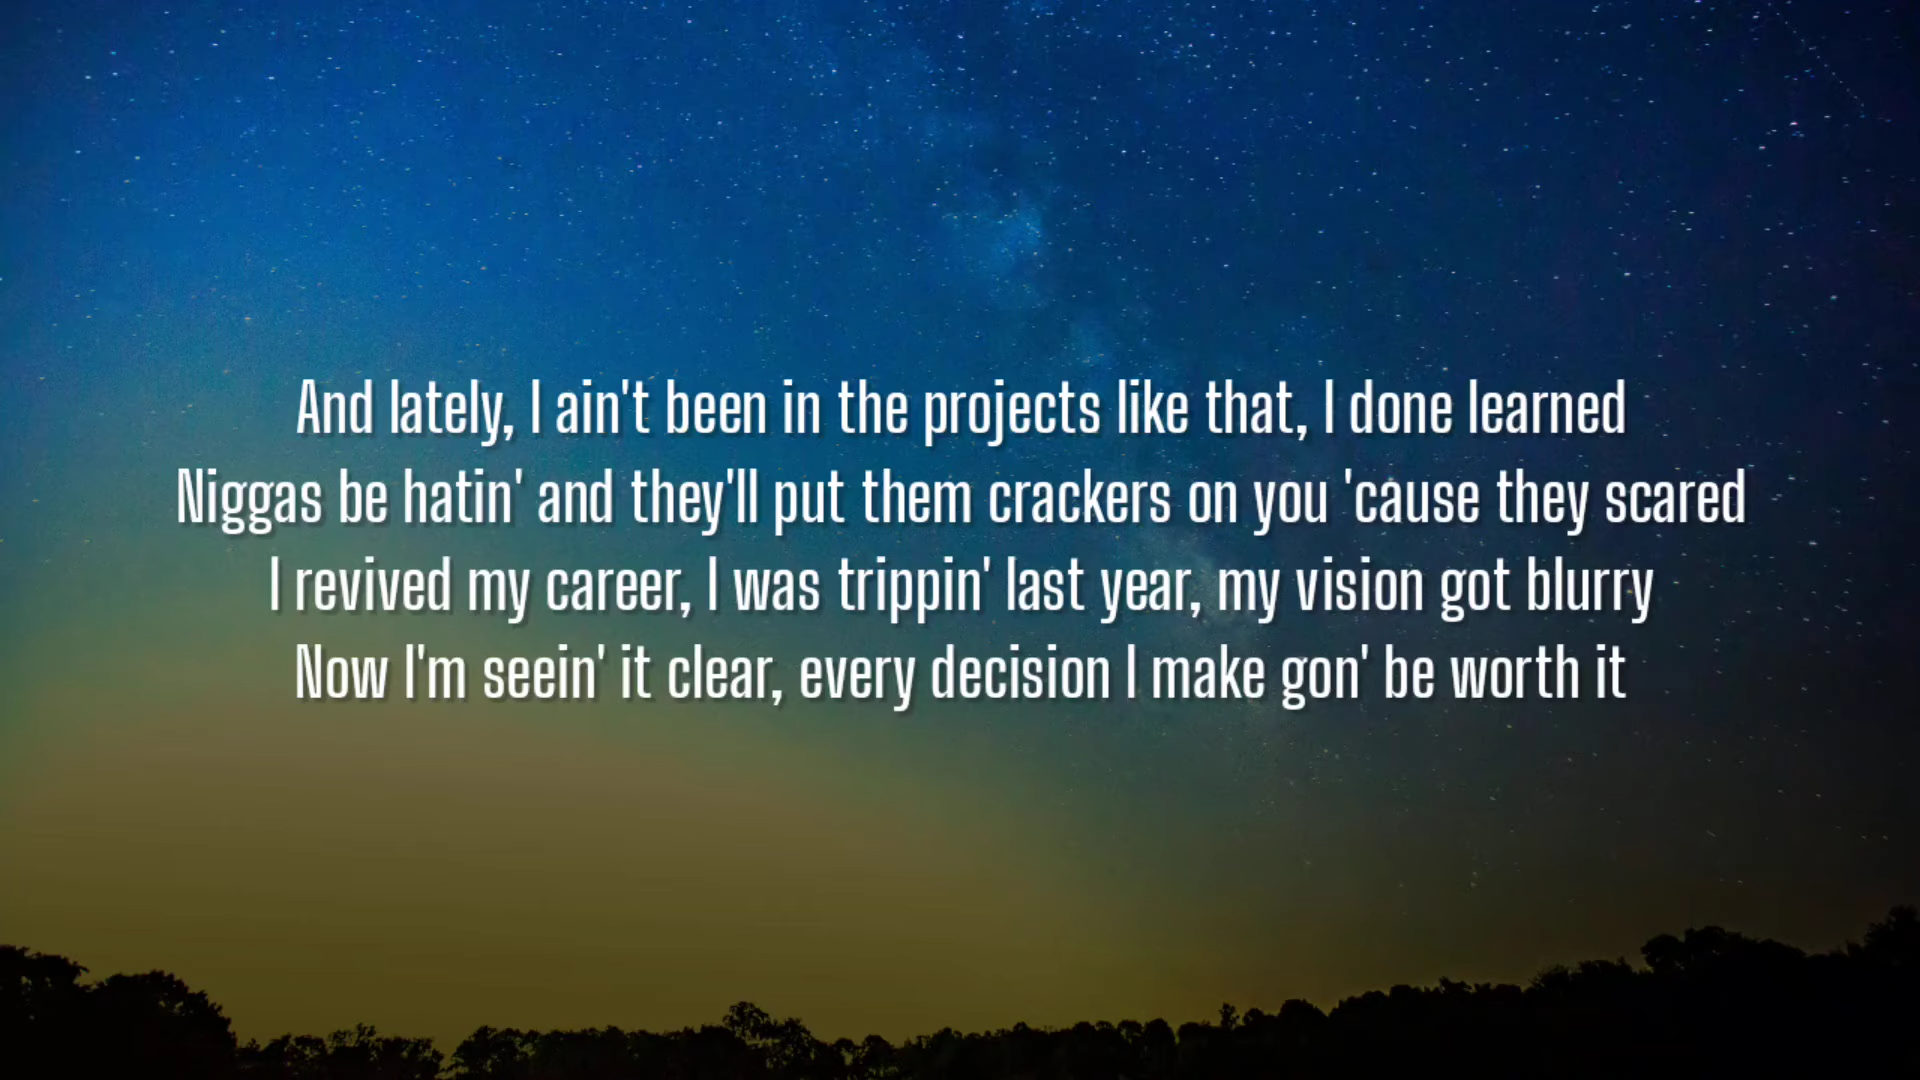 And lately, I ain't been in the projects like that, I done learned
Niggas be hatin' and they'll put them crackers on you 'cause they scared
I revived my career, I was trippin' last year, my vision got blurry
Now I'm seein' it clear, every decision I make gon' be worth it